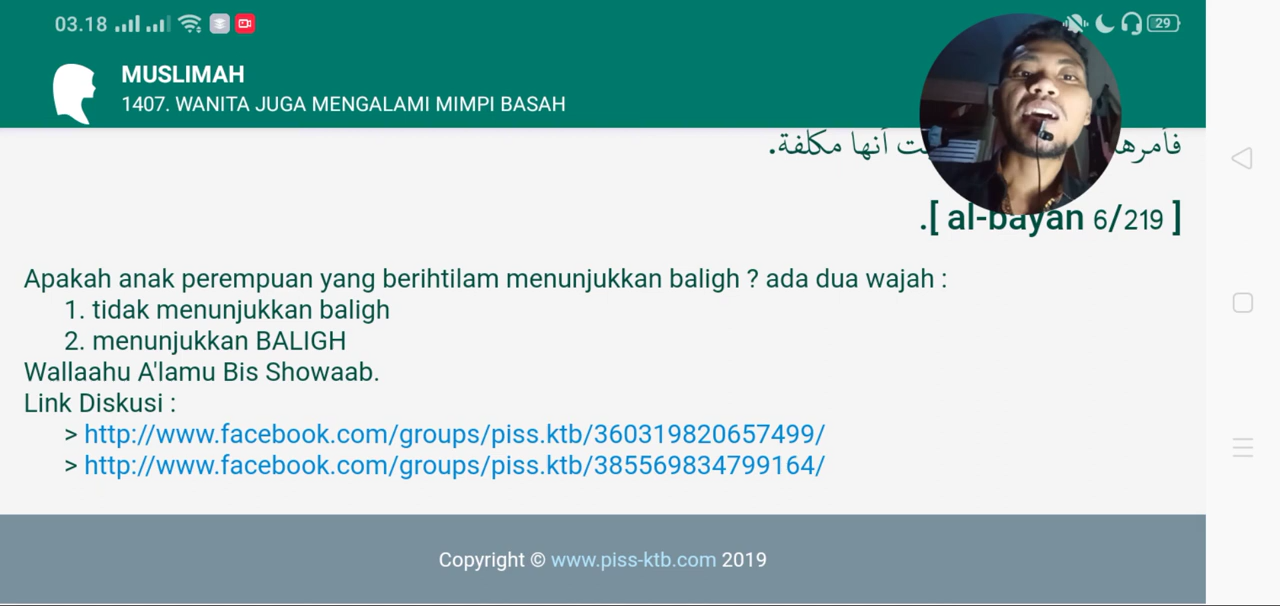 03.18
29
MUSLIMAH
1407. WANITA JUGA MENGALAMI MIMPI BASAH
أنها مكلفة.
[ al-bayan 6/219 ].
Apakah anak perempuan yang berihtilam menunjukkan baligh ? ada dua wajah :
1. tidak menunjukkan baligh
2. menunjukkan BALIGH
Wallaahu A'lamu Bis Showaab.
Link Diskusi :
> http://www.facebook.com/groups/piss.ktb/360319820657499/
> http://www.facebook.com/groups/piss.ktb/385569834799164/
Copyright © www.piss-ktb.com 2019